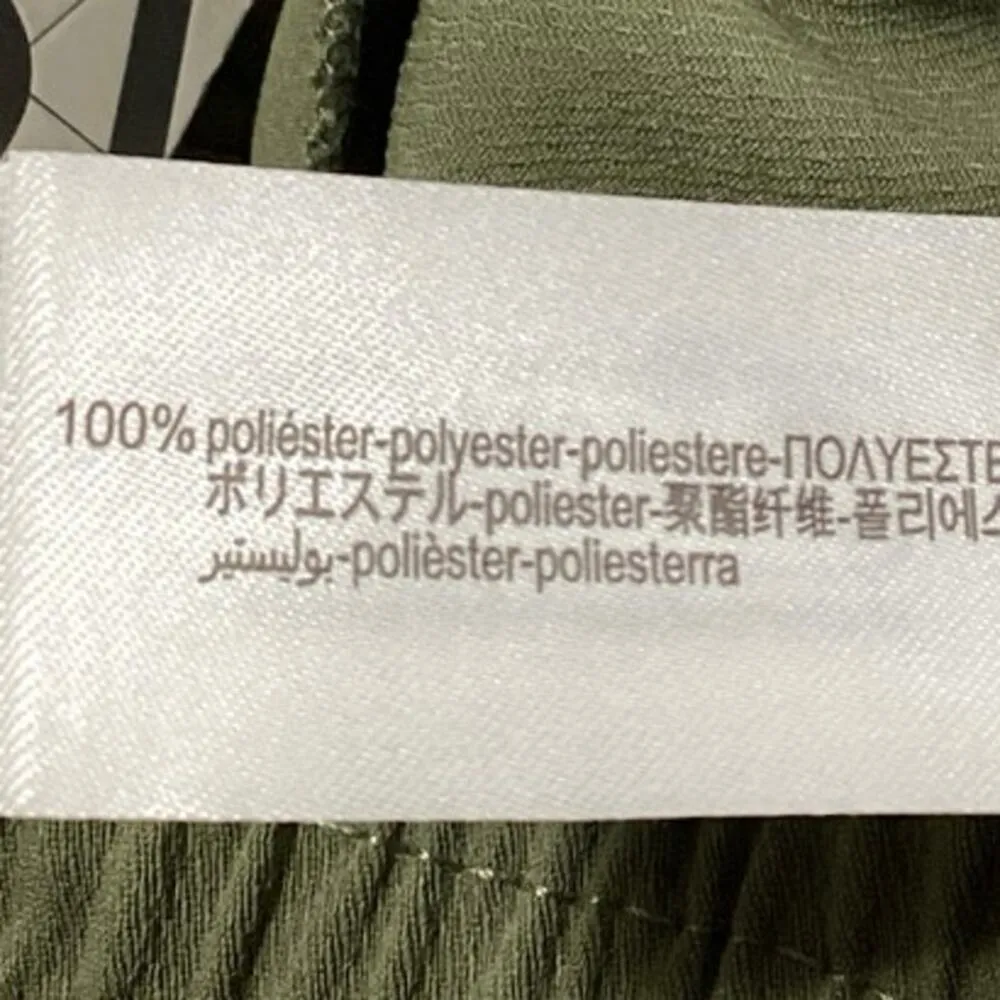 100% poliéster-polyester-poliestere-ΠΟΛΥΕΣΤΕ
ポリエステル-poliester-聚酯纤维-폴리에스
بوليستير-polièster-poliesterra